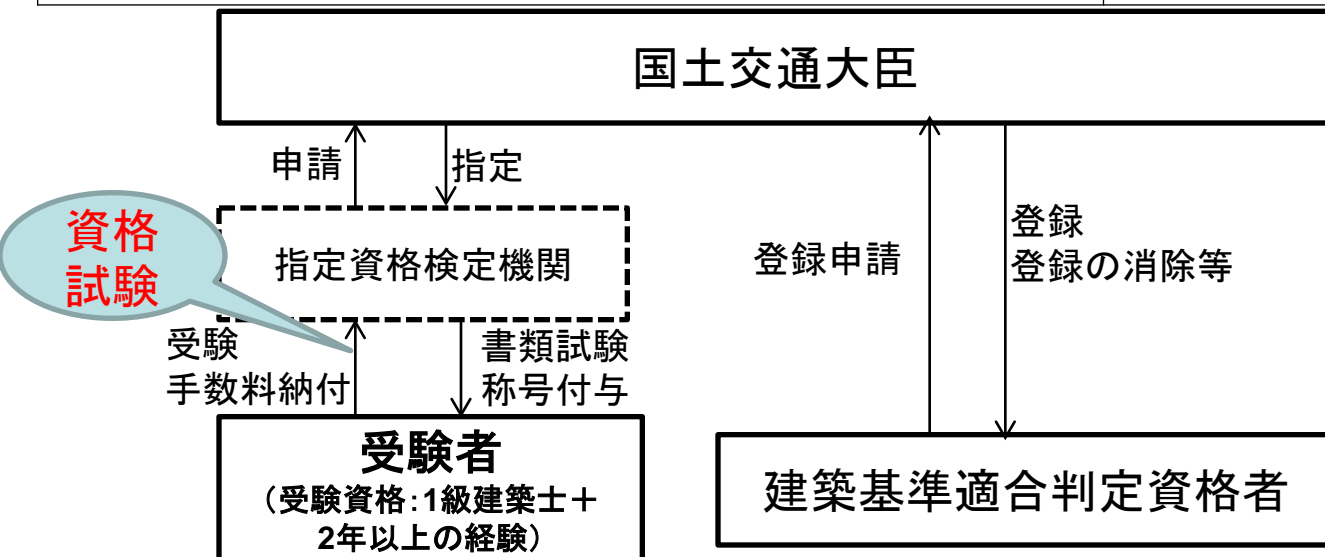 国土交通大臣
申請
指定
資格
試験
指定資格検定機関
登録申請
登録
登録の消除等
受験
手数料納付
書類試験
称号付与
受験者
（受験資格：1級建築士＋
2年以上の経験）
建築基準適合判定資格者